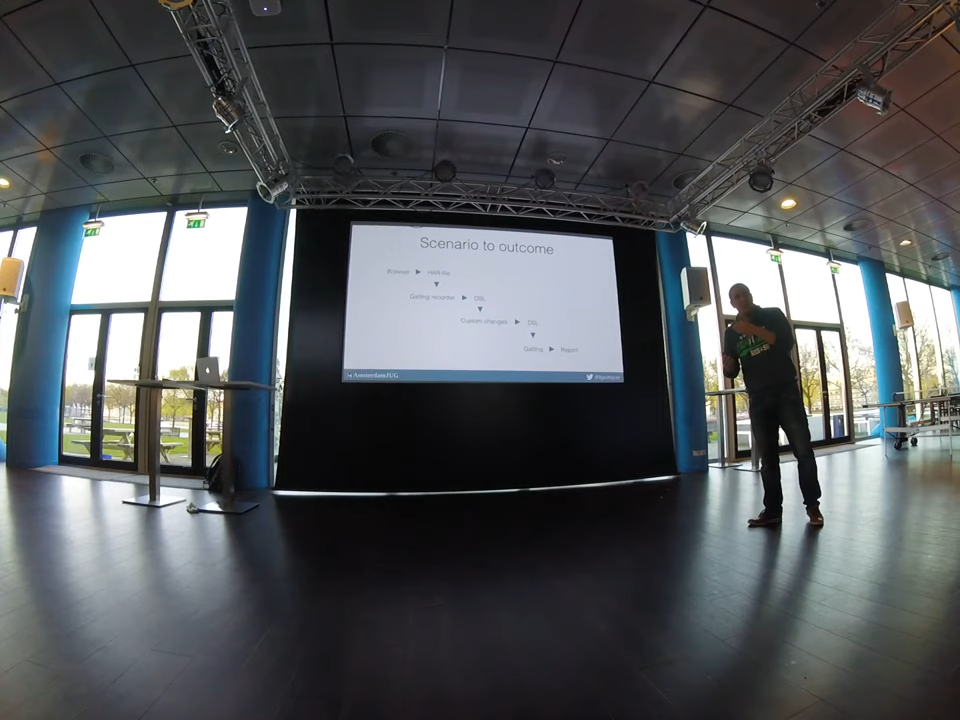 Scenario to outcome
Browser ▶ HAR-file
▼
Gatling recorder ▶ DSL
▼
Custom changes ▶ DSL
▼
Gatling ▶ Report
AmsterdamJUG